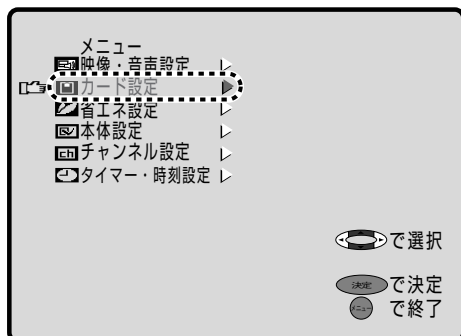 メニュー
映像・音声設定
カード設定
省エネ設定
本体設定
ch チャンネル設定
タイマー・時刻設定
で選択
決定 で決定
メニュー で終了